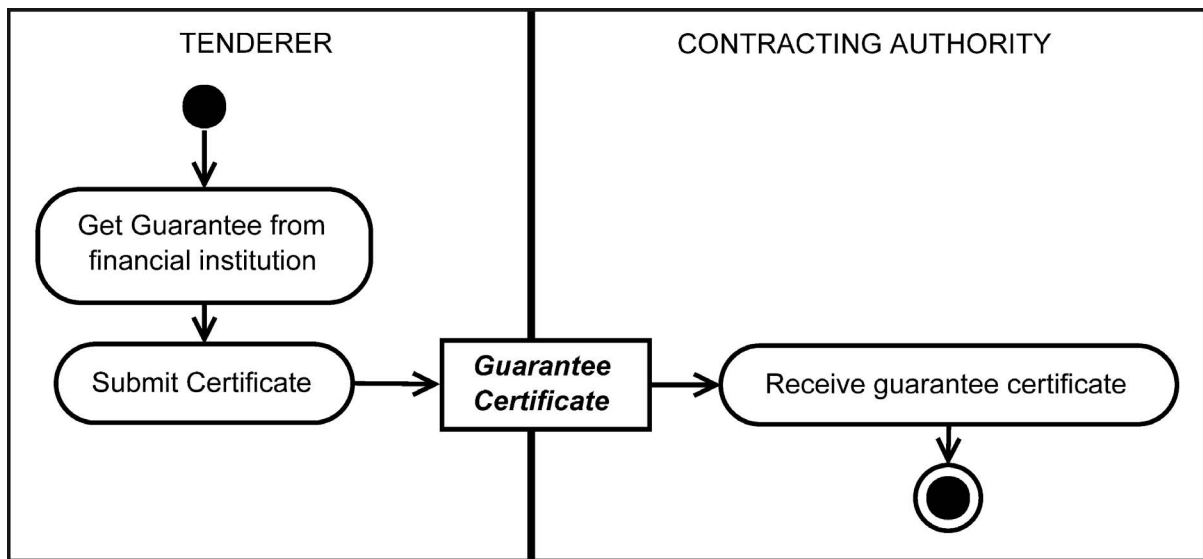 TENDERER
CONTRACTING AUTHORITY
Get Guarantee from
financial institution
Submit Certificate
Guarantee
Certificate
Receive guarantee certificate